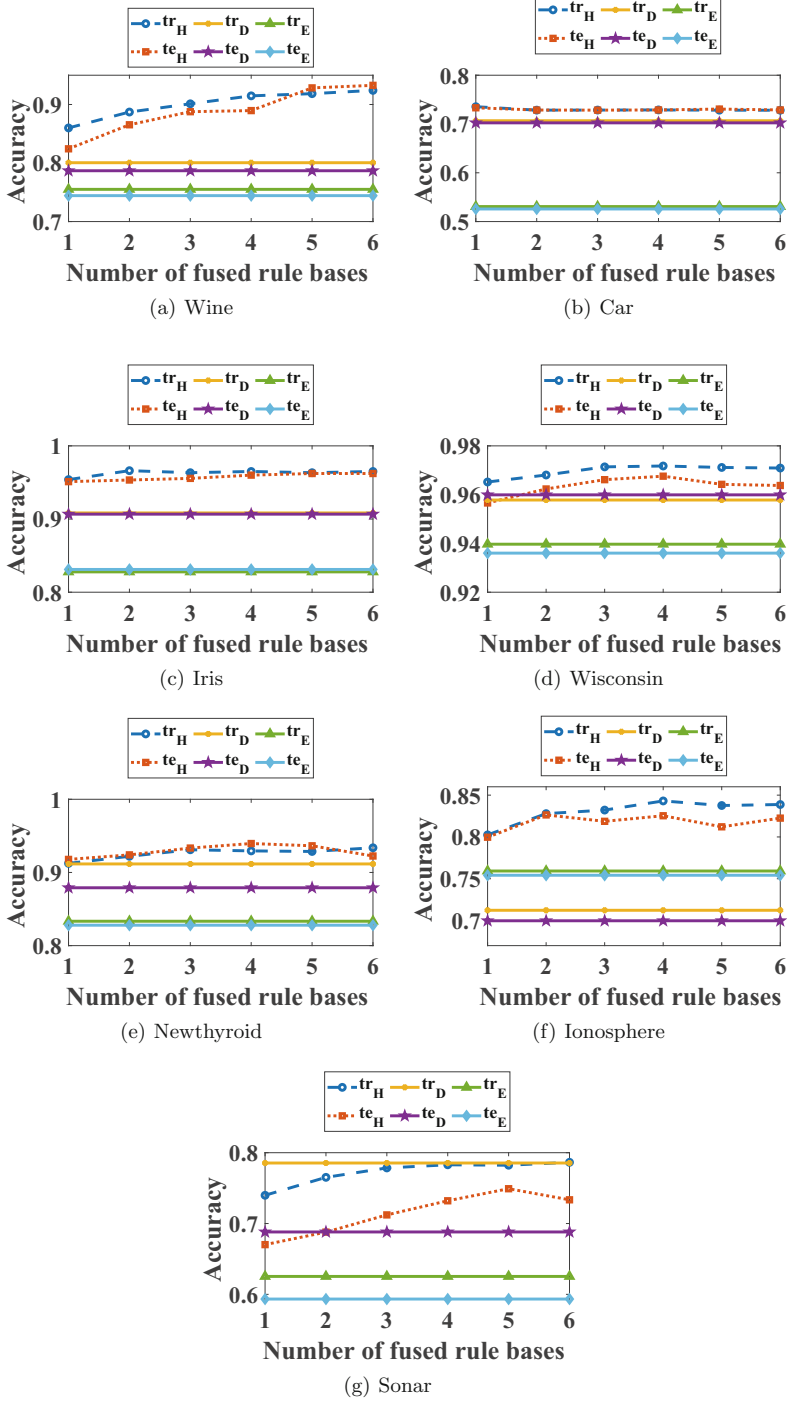 tr_H tr_D tr_E
te_H te_D te_E
0.9
0.8
0.7
Accuracy
1 2 3 4 5 6
Number of fused rule bases
(a) Wine
tr_H tr_D tr_E
te_H te_D te_E
0.8
0.7
0.6
0.5
Accuracy
1 2 3 4 5 6
Number of fused rule bases
(b) Car
tr_H tr_D tr_E
te_H te_D te_E
1
0.9
0.8
Accuracy
1 2 3 4 5 6
Number of fused rule bases
(c) Iris
tr_H tr_D tr_E
te_H te_D te_E
0.98
0.96
0.94
0.92
Accuracy
1 2 3 4 5 6
Number of fused rule bases
(d) Wisconsin
tr_H tr_D tr_E
te_H te_D te_E
1
0.9
0.8
Accuracy
1 2 3 4 5 6
Number of fused rule bases
(e) Newthyroid
tr_H tr_D tr_E
te_H te_D te_E
0.85
0.8
0.75
0.7
Accuracy
1 2 3 4 5 6
Number of fused rule bases
(f) Ionosphere
tr_H tr_D tr_E
te_H te_D te_E
0.8
0.7
0.6
Accuracy
1 2 3 4 5 6
Number of fused rule bases
(g) Sonar